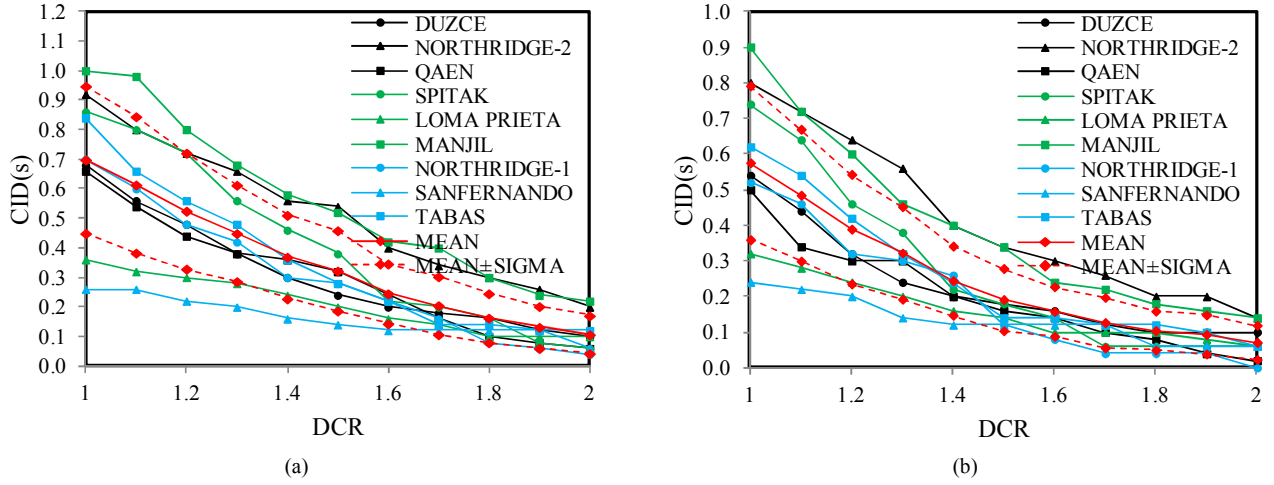 (a)
1.2
1.1
1.0
0.9
0.8
0.7
0.6
0.5
0.4
0.3
0.2
0.1
0.0
CID(s)
1
1.2
1.4
1.6
1.8
2
DCR
DUZCE
NORTHRIDGE-2
QAEN
SPITAK
LOMA PRIETA
MANJIL
NORTHRIDGE-1
SANFERNANDO
TABAS
MEAN
MEAN±SIGMA
(b)
1.0
0.9
0.8
0.7
0.6
0.5
0.4
0.3
0.2
0.1
0.0
CID(s)
1
1.2
1.4
1.6
1.8
2
DCR
DUZCE
NORTHRIDGE-2
QAEN
SPITAK
LOMA PRIETA
MANJIL
NORTHRIDGE-1
SANFERNANDO
TABAS
MEAN
MEAN±SIGMA